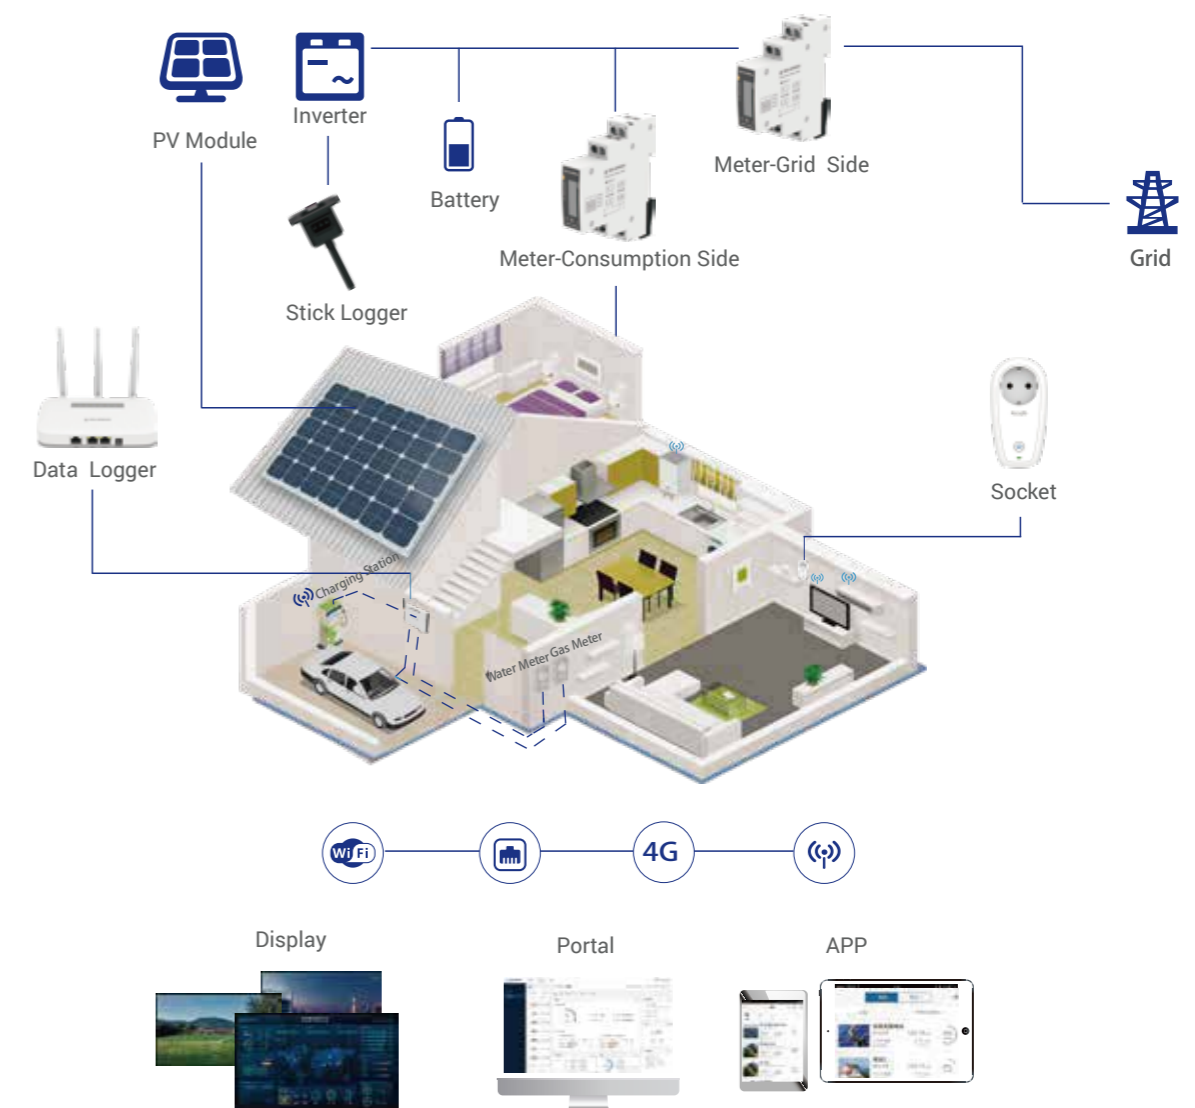 Inverter
PV Module
Meter-Grid Side
Battery
Meter-Consumption Side
Grid
Stick Logger
Data Logger
Socket
Charging Station
Water Meter
Gas Meter
WiFi
4G
Display
Portal
APP